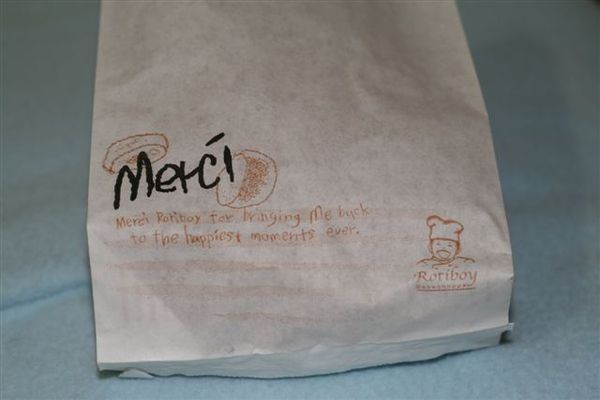 Merci
Merci Rotiboy for bringing Me back
to the happiest moments ever.
Rotiboy